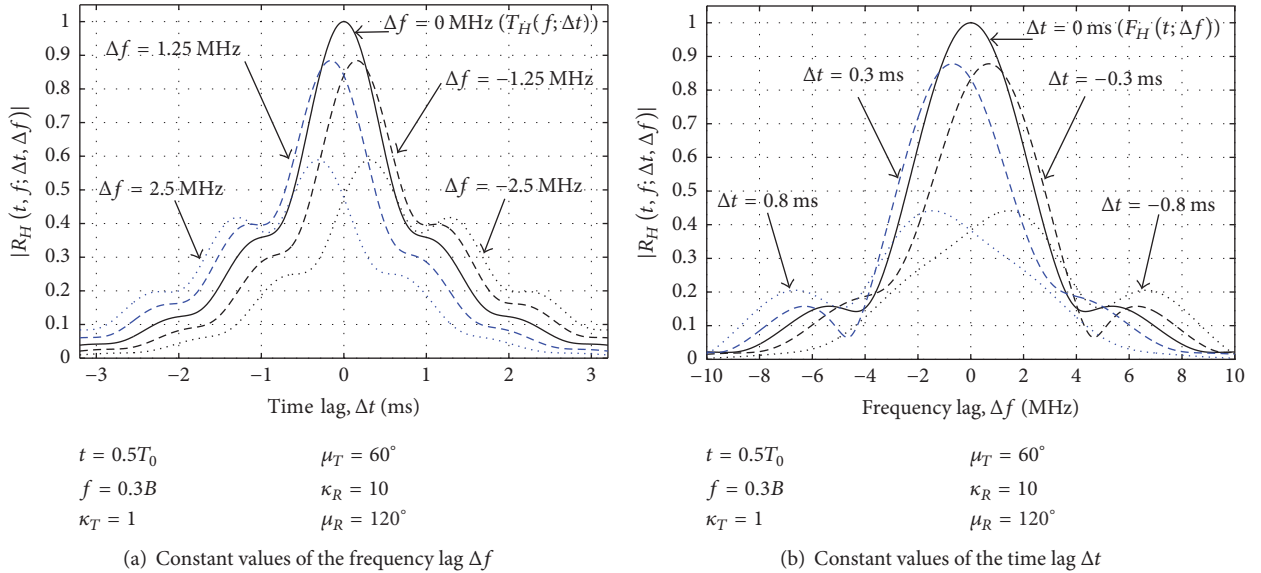 1
0.9
0.8
0.7
0.6
0.5
0.4
0.3
0.2
0.1
0
|R_H (t, f; Δt, Δf)|
Δf = 0 MHz (T_H(f; Δt))
Δf = 1.25 MHz
Δf = −1.25 MHz
Δf = 2.5 MHz
Δf = −2.5 MHz
−3 −2 −1 0 1 2 3
Time lag, Δt (ms)
t = 0.5T_0 μ_T = 60°
f = 0.3B κ_R = 10
κ_T = 1 μ_R = 120°
(a) Constant values of the frequency lag Δf
1
0.9
0.8
0.7
0.6
0.5
0.4
0.3
0.2
0.1
0
|R_H (t, f; Δt, Δf)|
Δt = 0 ms (F_H(t; Δf))
Δt = 0.3 ms
Δt = −0.3 ms
Δt = 0.8 ms
Δt = −0.8 ms
−10 −8 −6 −4 −2 0 2 4 6 8 10
Frequency lag, Δf (MHz)
t = 0.5T_0 μ_T = 60°
f = 0.3B κ_R = 10
κ_T = 1 μ_R = 120°
(b) Constant values of the time lag Δt